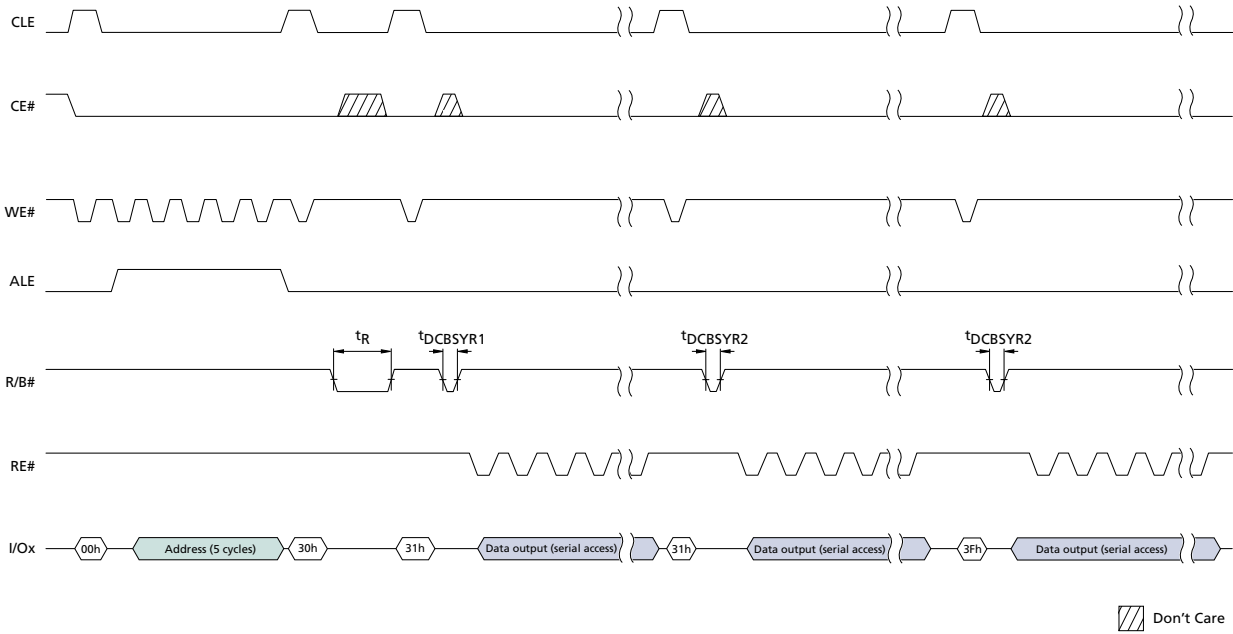 CLE
CE#
WE#
ALE
tR tDCBSYR1 tDCBSYR2 tDCBSYR2
R/B#
RE#
I/Ox 00h Address (5 cycles) 30h 31h Data output (serial access) 31h Data output (serial access) 3Fh Data output (serial access)
Don't Care